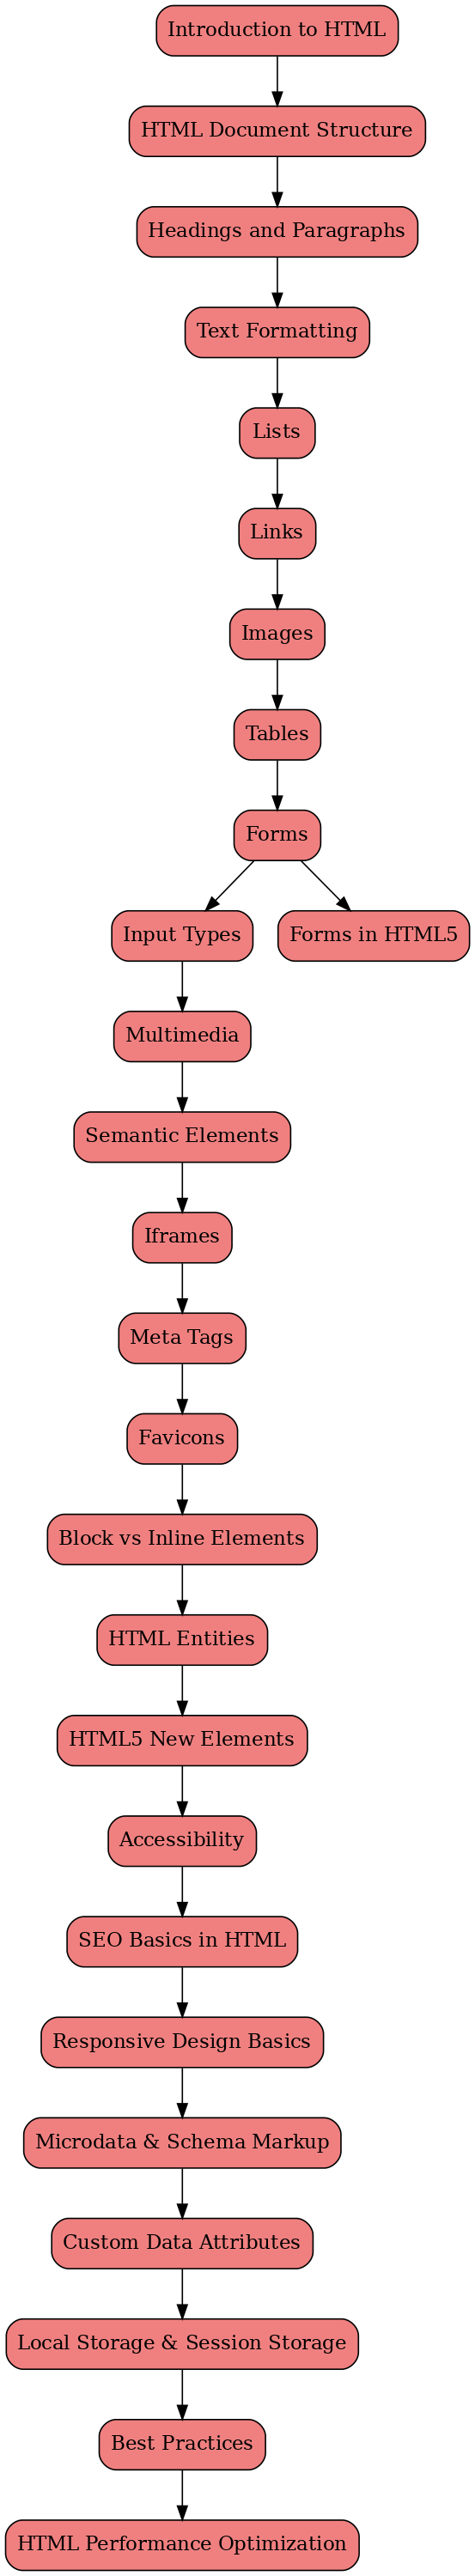 Introduction to HTML
HTML Document Structure
Headings and Paragraphs
Text Formatting
Lists
Links
Images
Tables
Forms
Input Types
Forms in HTML5
Multimedia
Semantic Elements
Iframes
Meta Tags
Favicons
Block vs Inline Elements
HTML Entities
HTML5 New Elements
Accessibility
SEO Basics in HTML
Responsive Design Basics
Microdata & Schema Markup
Custom Data Attributes
Local Storage & Session Storage
Best Practices
HTML Performance Optimization